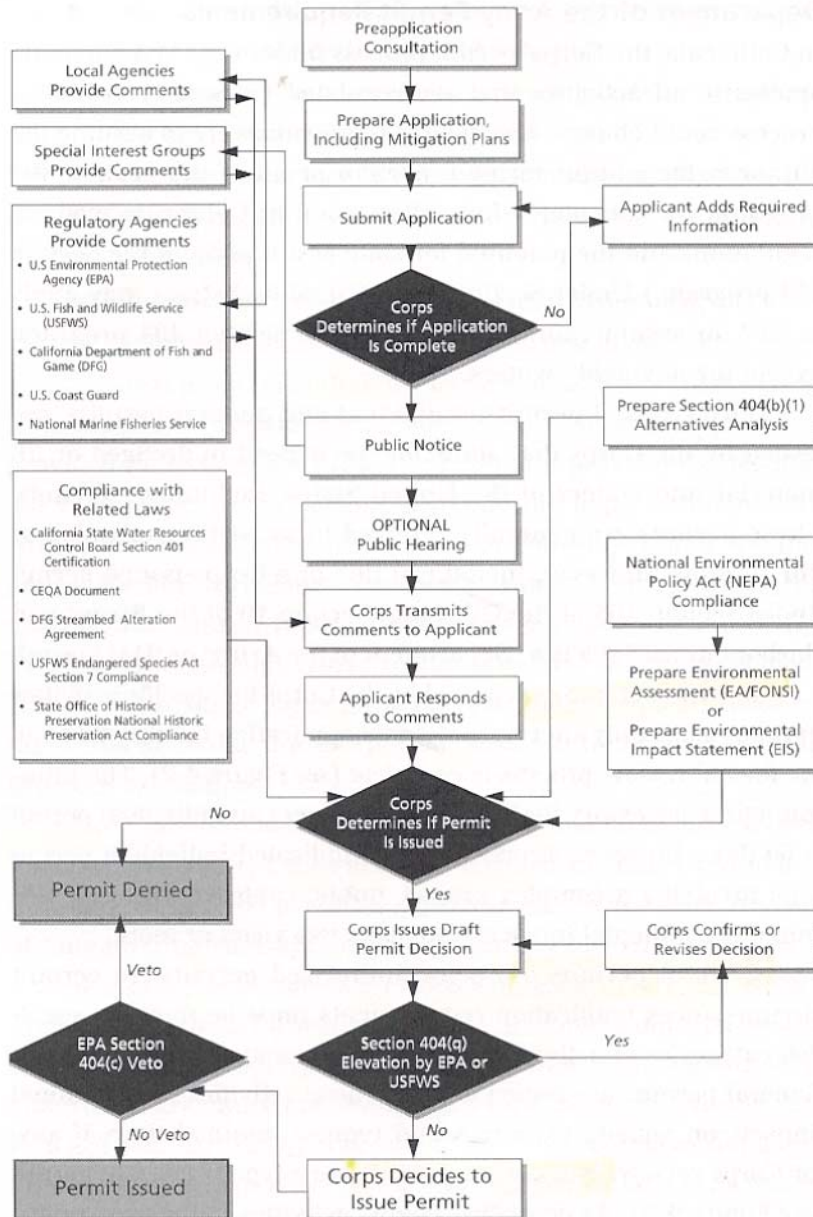 Preapplication
Consultation
Local Agencies
Provide Comments
Prepare Application,
Including Mitigation Plans
Special Interest Groups
Provide Comments
Submit Application
Applicant Adds Required
Information
Regulatory Agencies
Provide Comments
• U.S Environmental Protection
Agency (EPA)
• U.S. Fish and Wildlife Service
(USFWS)
• California Department of Fish and
Game (DFG)
• U.S. Coast Guard
• National Marine Fisheries Service
Corps
Determines if Application
Is Complete
No
Prepare Section 404(b)(1)
Alternatives Analysis
Public Notice
Compliance with
Related Laws
• California State Water Resources
Control Board Section 401
Certification
• CEQA Document
• DFG Streambed Alteration
Agreement
• USFWS Endangered Species Act
Section 7 Compliance
• State Office of Historic
Preservation National Historic
Preservation Act Compliance
OPTIONAL
Public Hearing
National Environmental
Policy Act (NEPA)
Compliance
Corps Transmits
Comments to Applicant
Prepare Environmental
Assessment (EA/FONSI)
or
Prepare Environmental
Impact Statement (EIS)
Applicant Responds
to Comments
Corps
Determines If Permit
Is Issued
No
Yes
Permit Denied
Corps Issues Draft
Permit Decision
Corps Confirms or
Revises Decision
Veto
EPA Section
404(c) Veto
Section 404(q)
Elevation by EPA or
USFWS
Yes
No Veto
No
Permit Issued
Corps Decides to
Issue Permit